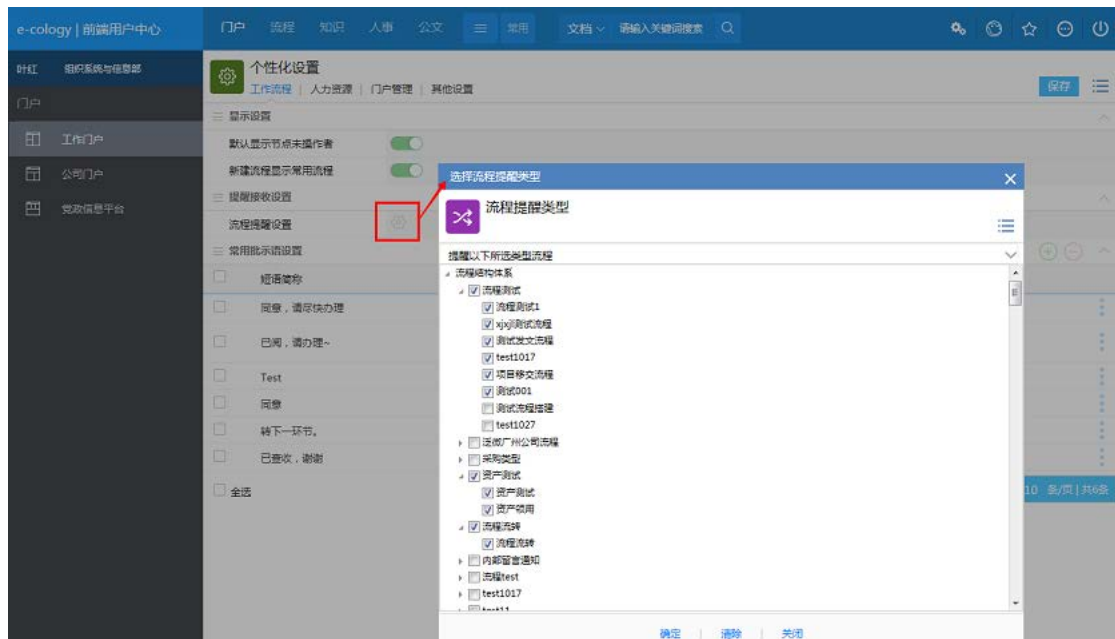 e-cology | 前端用户中心
门户 流程 知识 人事 公文 常用 文档 请输入关键词搜索
叶红 组织系统与信息部
门户
工作门户
公司门户
党政信息平台
个性化设置
工作流程 | 人力资源 | 门户管理 | 其他设置
保存
显示设置
默认显示节点未操作者
新建流程显示常用流程
提醒接收设置
流程提醒设置
常用批示语设置
短语简称
同意，请尽快办理
已阅，请办理~
Test
同意
转下一环节。
已查收，谢谢
全选
10 条/页 | 共6条
选择流程提醒类型
流程提醒类型
提醒以下所选类型流程
流程结构体系
流程测试
流程测试1
xjxjl测试流程
测试发文流程
test1017
项目移交流程
测试001
测试流程搭建
test1027
泛微广州公司流程
采购类型
资产测试
资产测试
资产领用
流程流转
流程流转
内部留言通知
流程test
test1017
test11
确定 | 清除 | 关闭